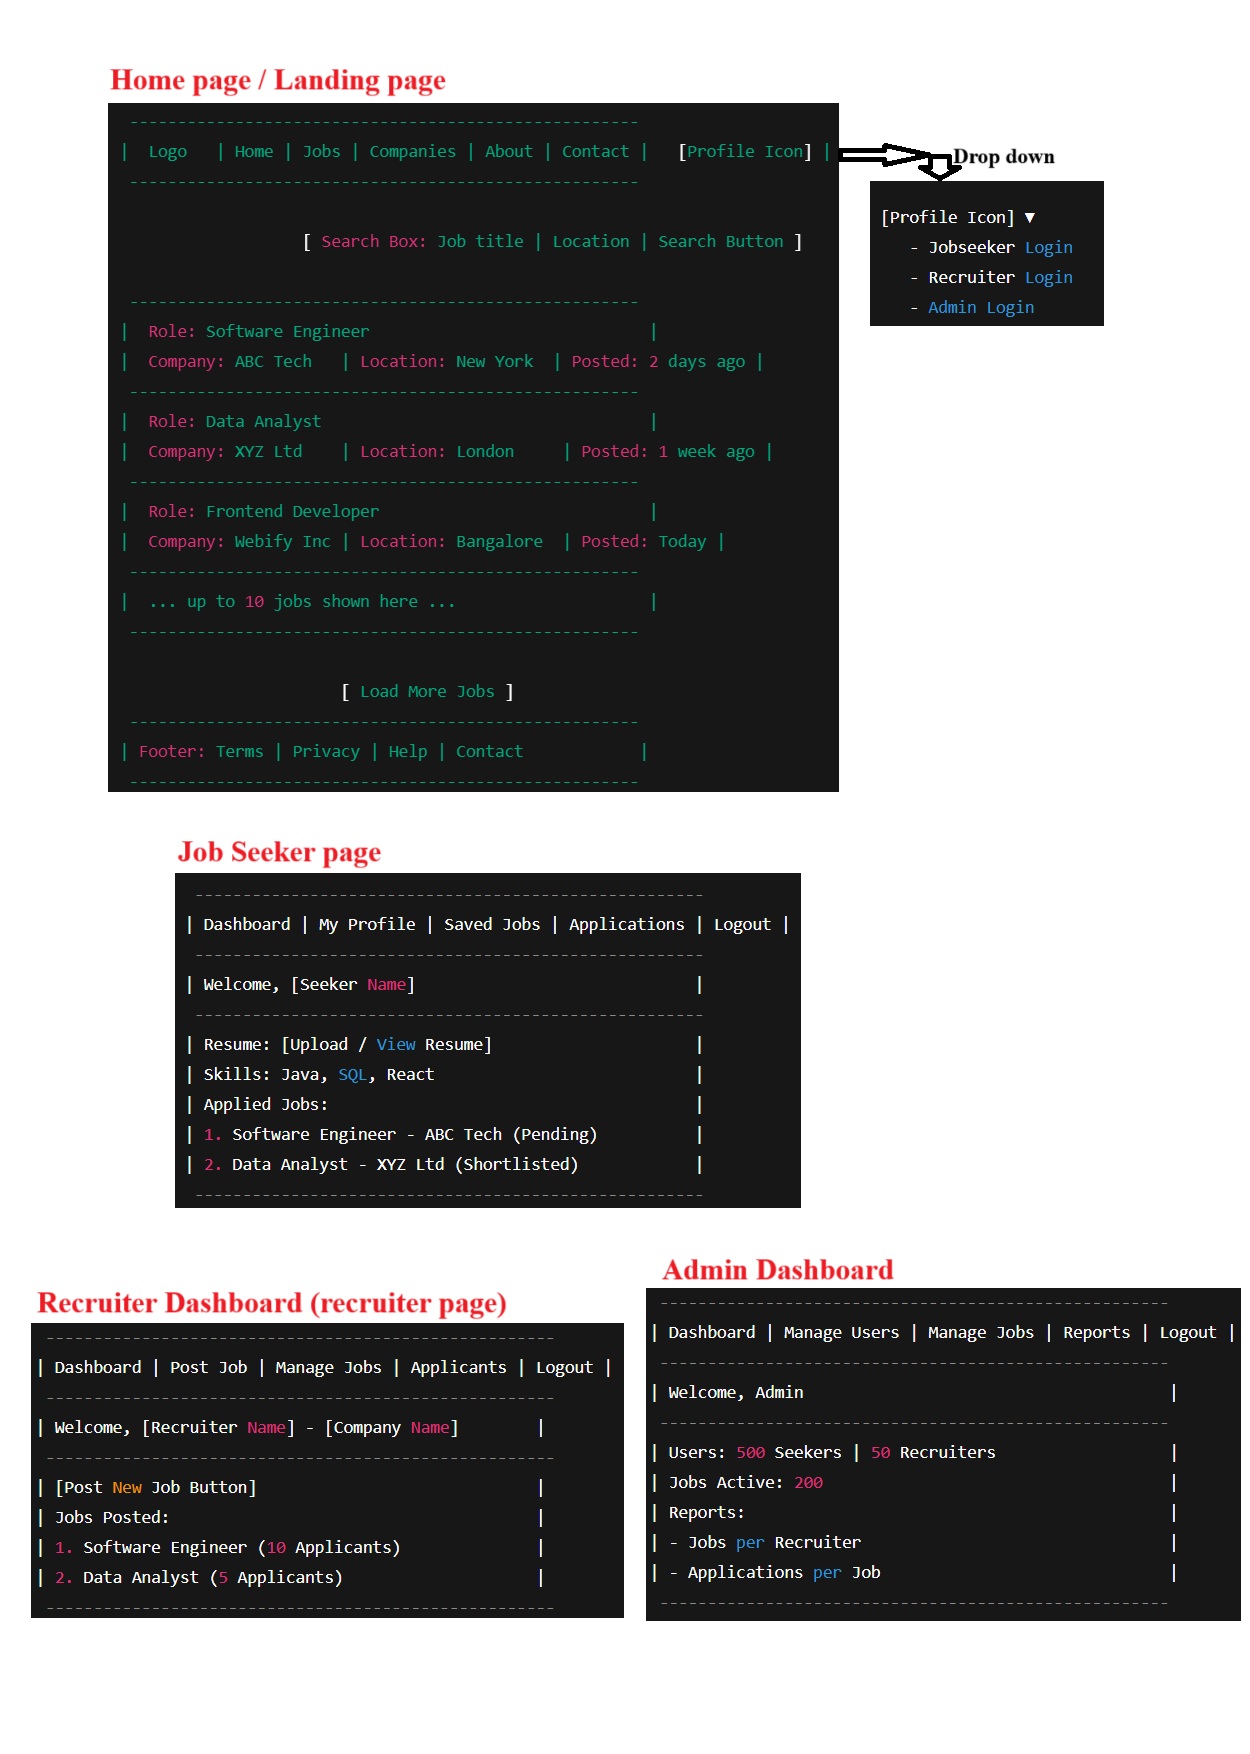 Home page / Landing page
-----------------------------------------------------
|  Logo   | Home | Jobs | Companies | About | Contact |   [Profile Icon] |
-----------------------------------------------------
Drop down
[Profile Icon] ▼
- Jobseeker Login
- Recruiter Login
- Admin Login
[ Search Box: Job title | Location | Search Button ]
-----------------------------------------------------
|  Role: Software Engineer                             |
|  Company: ABC Tech   | Location: New York  | Posted: 2 days ago |
-----------------------------------------------------
|  Role: Data Analyst                                  |
|  Company: XYZ Ltd    | Location: London     | Posted: 1 week ago |
-----------------------------------------------------
|  Role: Frontend Developer                            |
|  Company: Webify Inc | Location: Bangalore  | Posted: Today |
-----------------------------------------------------
|  ... up to 10 jobs shown here ...                    |
-----------------------------------------------------
[ Load More Jobs ]
-----------------------------------------------------
| Footer: Terms | Privacy | Help | Contact            |
-----------------------------------------------------
Job Seeker page
-----------------------------------------------------
| Dashboard | My Profile | Saved Jobs | Applications | Logout |
-----------------------------------------------------
| Welcome, [Seeker Name]                             |
-----------------------------------------------------
| Resume: [Upload / View Resume]                     |
| Skills: Java, SQL, React                           |
| Applied Jobs:                                      |
| 1. Software Engineer - ABC Tech (Pending)          |
| 2. Data Analyst - XYZ Ltd (Shortlisted)            |
-----------------------------------------------------
Recruiter Dashboard (recruiter page)
-----------------------------------------------------
| Dashboard | Post Job | Manage Jobs | Applicants | Logout |
-----------------------------------------------------
| Welcome, [Recruiter Name] - [Company Name]        |
-----------------------------------------------------
| [Post New Job Button]                             |
| Jobs Posted:                                      |
| 1. Software Engineer (10 Applicants)              |
| 2. Data Analyst (5 Applicants)                    |
-----------------------------------------------------
Admin Dashboard
-----------------------------------------------------
| Dashboard | Manage Users | Manage Jobs | Reports | Logout |
-----------------------------------------------------
| Welcome, Admin                                      |
-----------------------------------------------------
| Users: 500 Seekers | 50 Recruiters                  |
| Jobs Active: 200                                    |
| Reports:                                            |
| - Jobs per Recruiter                                |
| - Applications per Job                              |
-----------------------------------------------------